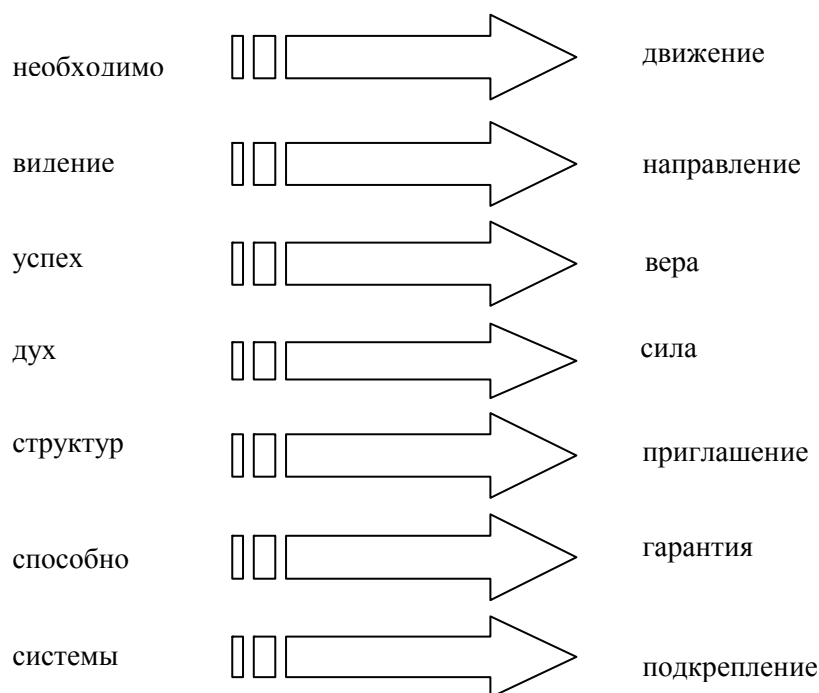 необходимо движение
видение направление
успех вера
дух сила
структур приглашение
способно гарантия
системы подкрепление